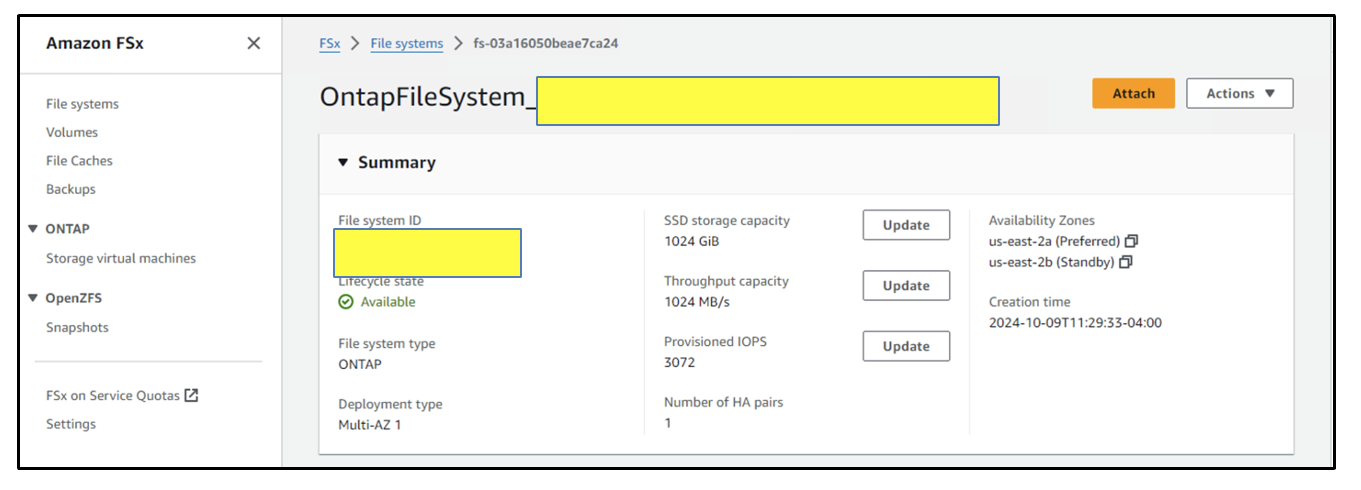 Amazon FSx
File systems
Volumes
File Caches
Backups
ONTAP
Storage virtual machines
OpenZFS
Snapshots
FSx on Service Quotas
Settings
FSx > File systems > fs-03a16050beae7ca24
OntapFileSystem_
Attach
Actions
Summary
File system ID
Lifecycle state
Available
File system type
ONTAP
Deployment type
Multi-AZ 1
SSD storage capacity
1024 GiB
Update
Throughput capacity
1024 MB/s
Update
Provisioned IOPS
3072
Update
Number of HA pairs
1
Availability Zones
us-east-2a (Preferred)
us-east-2b (Standby)
Creation time
2024-10-09T11:29:33-04:00